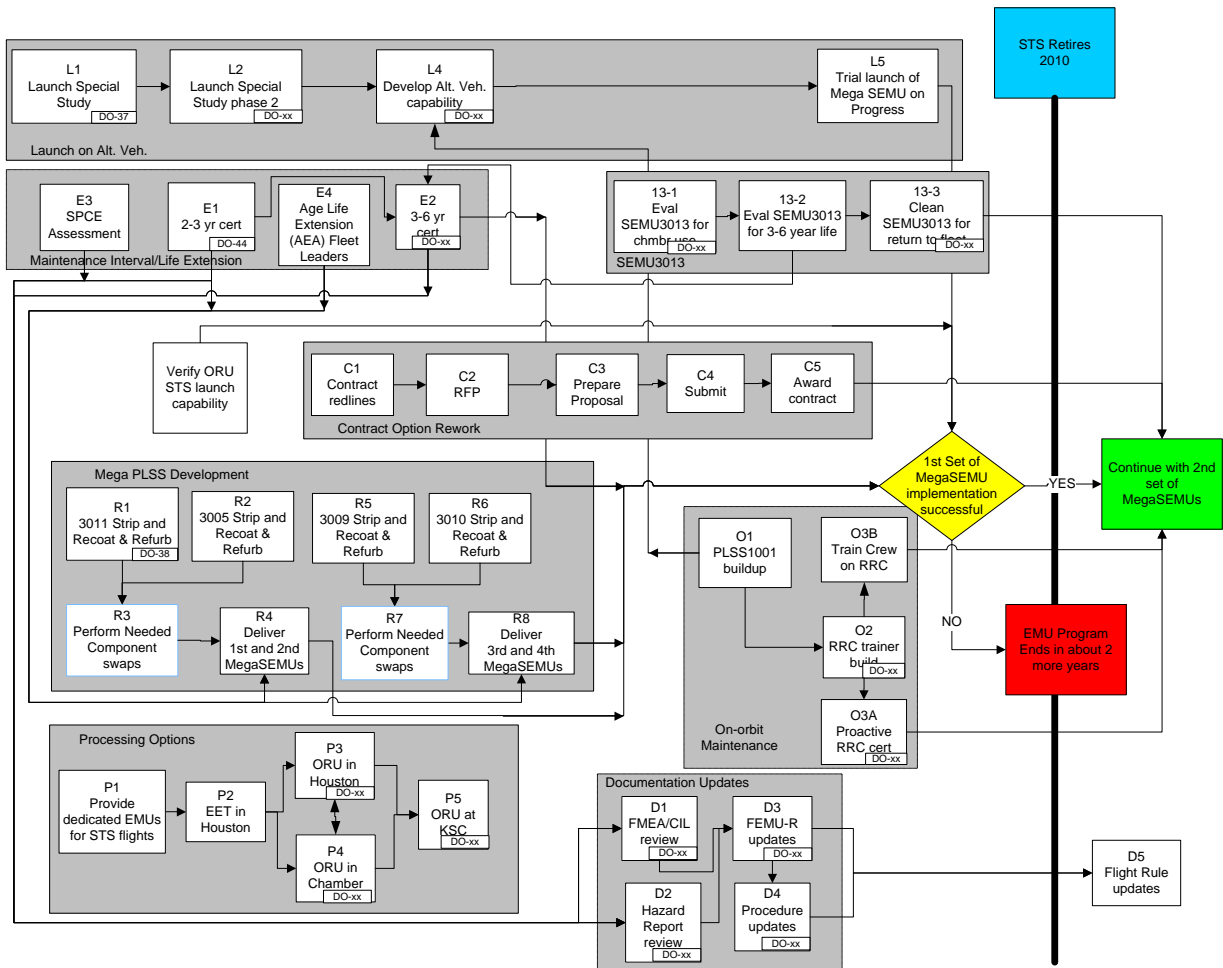 STS Retires
2010
L1
Launch Special
Study
DO-37
L2
Launch Special
Study phase 2
DO-xx
L4
Develop Alt. Veh.
capability
DO-xx
L5
Trial launch of
Mega SEMU on
Progress
Launch on Alt. Veh.
E3
SPCE
Assessment
E1
2-3 yr cert
DO-44
E4
Age Life
Extension
(AEA) Fleet
Leaders
E2
3-6 yr
cert
DO-xx
Maintenance Interval/Life Extension
13-1
Eval
SEMU3013 for
chmbr use
DO-xx
13-2
Eval SEMU3013
for 3-6 year life
13-3
Clean
SEMU3013 for
return to fleet
DO-xx
SEMU3013
Verify ORU
STS launch
capability
C1
Contract
redlines
C2
RFP
C3
Prepare
Proposal
C4
Submit
C5
Award
contract
Contract Option Rework
1st Set of
MegaSEMU
implementation
successful
YES
NO
Continue with 2nd
set of
MegaSEMUs
EMU Program
Ends in about 2
more years
Mega PLSS Development
R1
3011 Strip and
Recoat & Refurb
DO-38
R2
3005 Strip and
Recoat &
Refurb
R5
3009 Strip and
Recoat &
Refurb
R6
3010 Strip and
Recoat &
Refurb
R3
Perform Needed
Component
swaps
R4
Deliver
1st and 2nd
MegaSEMUs
R7
Perform Needed
Component
swaps
R8
Deliver
3rd and 4th
MegaSEMUs
O1
PLSS1001
buildup
O3B
Train Crew
on RRC
O2
RRC trainer
build
DO-xx
O3A
Proactive
RRC cert
DO-xx
On-orbit
Maintenance
Processing Options
P1
Provide
dedicated EMUs
for STS flights
P2
EET in
Houston
P3
ORU in
Houston
DO-xx
P4
ORU in
Chamber
DO-xx
P5
ORU at
KSC
DO-xx
Documentation Updates
D1
FMEA/CIL
review
DO-xx
D3
FEMU-R
updates
DO-xx
D2
Hazard
Report
review
DO-xx
D4
Procedure
updates
DO-xx
D5
Flight Rule
updates